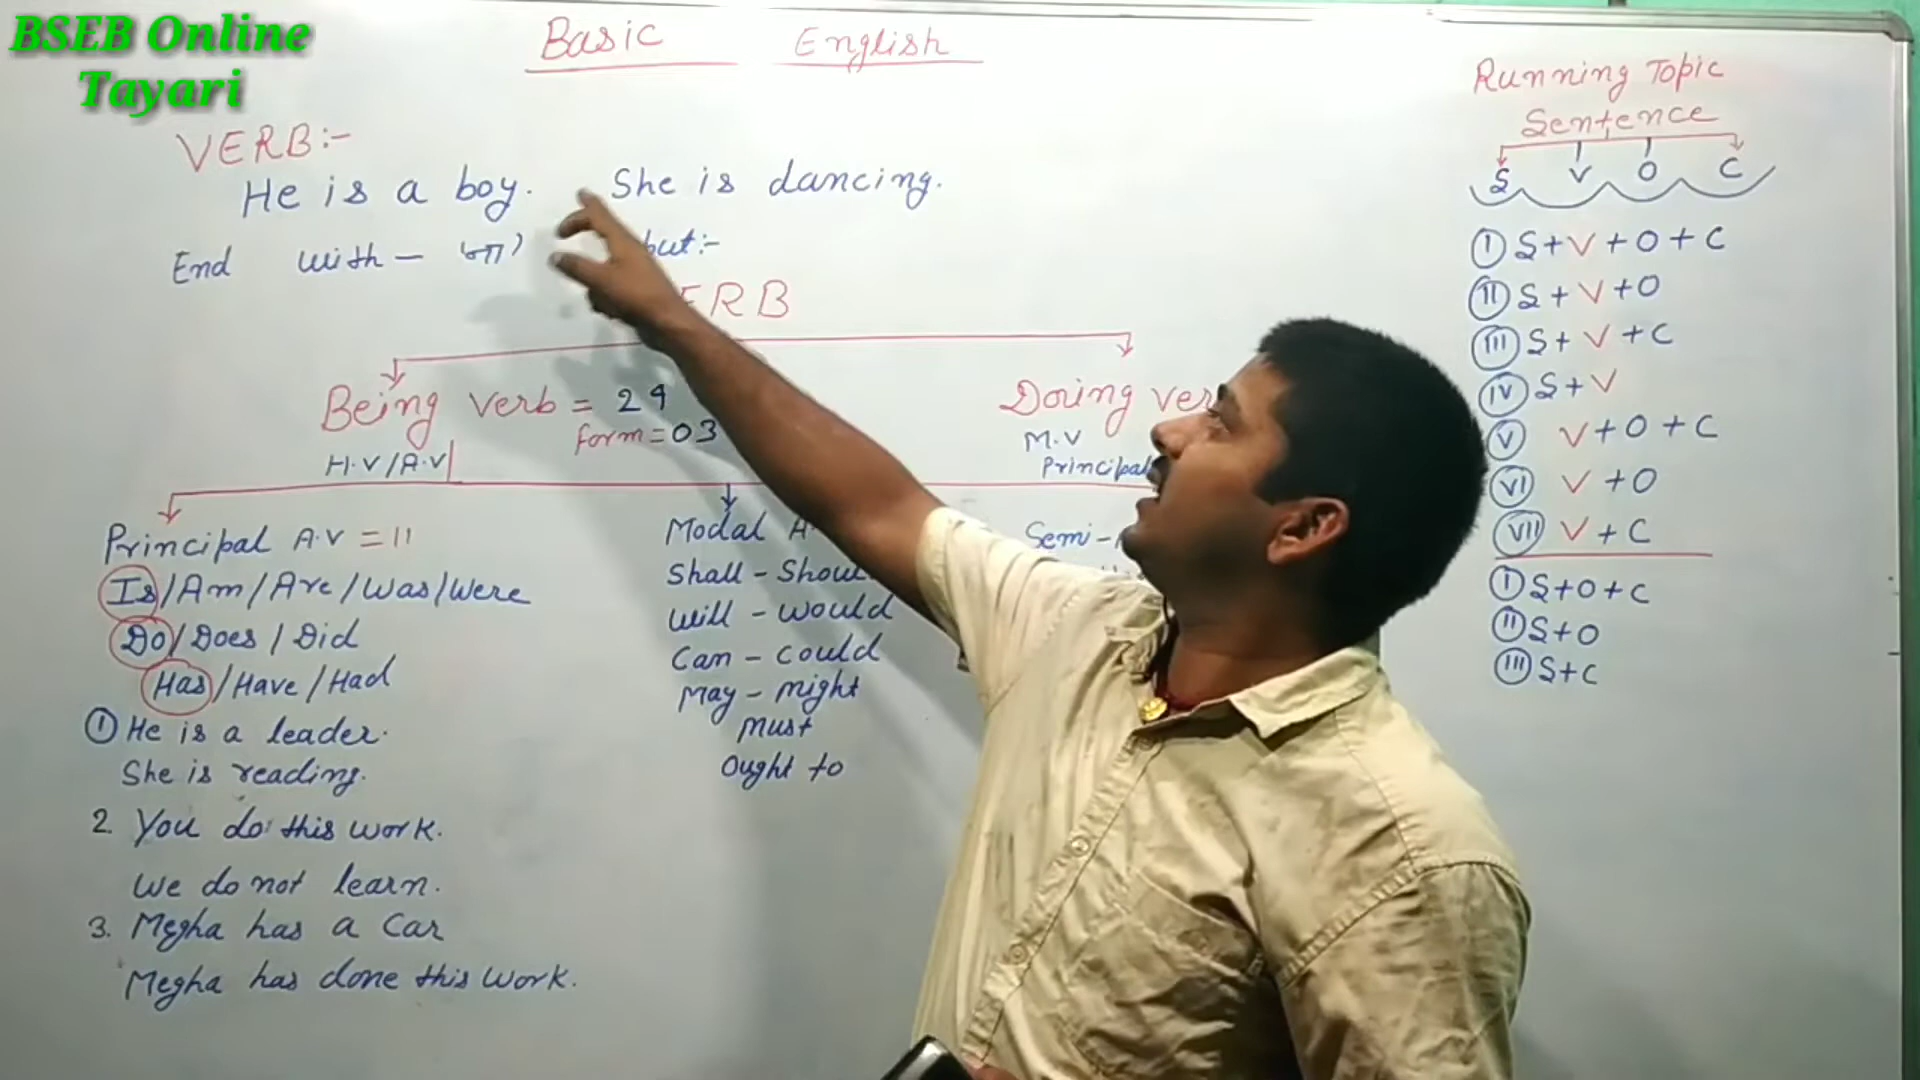 BSEB Online
Tayari
Basic English
VERB:-
He is a boy. She is dancing.
End with – 'ना' but:-
ERB
Being verb = 24
form = 03
H.V/A.V
Doing ver
M.V
Principal
Principal A.V = 11
Is/Am/Are/Was/Were
Do/Does/Did
Has/Have/Had
① He is a leader.
She is reading.
2. You do this work.
We do not learn.
3. Megha has a Car
Megha has done this work.
Modal A
Shall - Shou
will - would
Can - could
May - might
must
Ought to
Semi-
Running Topic
Sentence
S V O C
Ⓘ S+V+O+C
Ⓘⓘ S+V+O
Ⓘⓘⓘ S+V+C
ⒾⓋ S+V
Ⓥ V+O+C
ⓋⒾ V+O
ⓋⒾⒾ V+C
Ⓘ S+O+C
ⒾⒾ S+O
ⒾⒾⒾ S+C